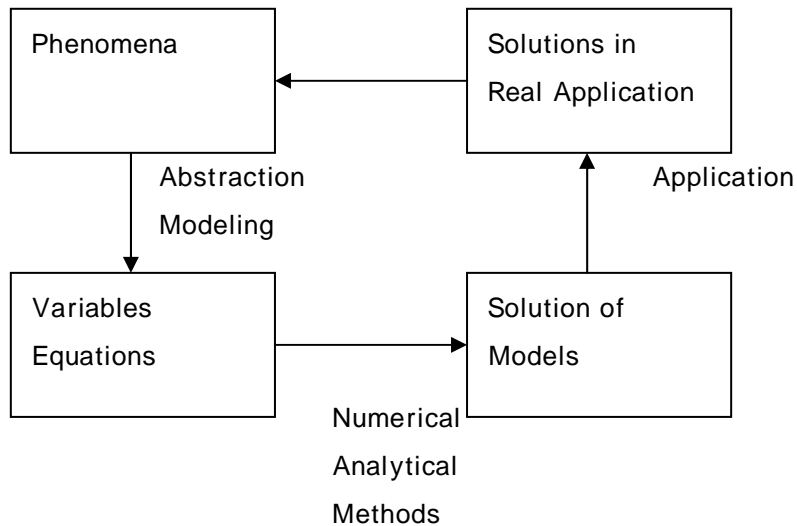 Phenomena
Solutions in
Real Application
Abstraction
Modeling
Application
Variables
Equations
Solution of
Models
Numerical
Analytical
Methods